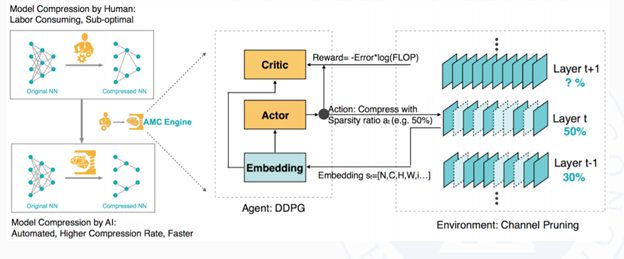 Model Compression by Human:
Labor Consuming, Sub-optimal
Original NN
Compressed NN
AMC Engine
Original NN
Compressed NN
Model Compression by AI:
Automated, Higher Compression Rate, Faster
Critic
Actor
Embedding
Agent: DDPG
Reward= -Error*log(FLOP)
Action: Compress with
Sparsity ratio at (e.g. 50%)
Embedding st=[N,C,H,W,i…]
Layer t+1
? %
Layer t
50%
Layer t-1
30%
Environment: Channel Pruning